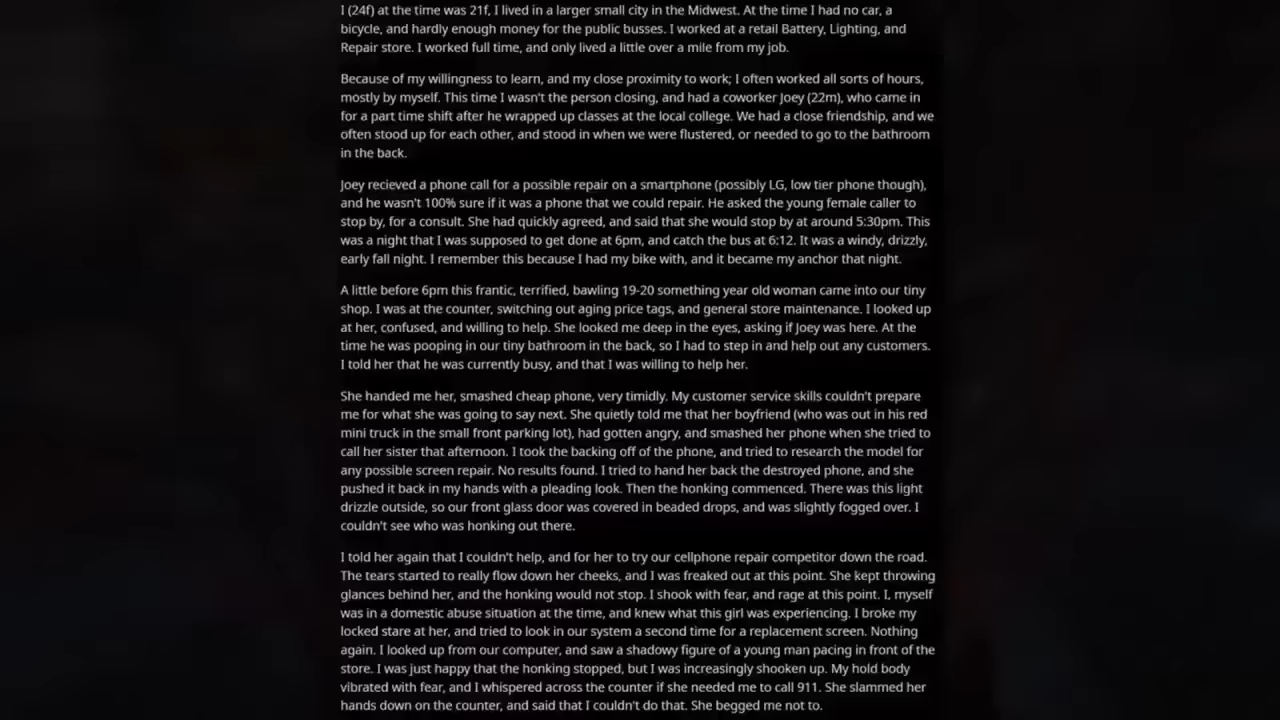 I (24f) at the time was 21f, I lived in a larger small city in the Midwest. At the time I had no car, a
bicycle, and hardly enough money for the public busses. I worked at a retail Battery, Lighting, and
Repair store. I worked full time, and only lived a little over a mile from my job.
Because of my willingness to learn, and my close proximity to work; I often worked all sorts of hours,
mostly by myself. This time I wasn't the person closing, and had a coworker Joey (22m), who came in
for a part time shift after he wrapped up classes at the local college. We had a close friendship, and we
often stood up for each other, and stood in when we were flustered, or needed to go to the bathroom
in the back.
Joey recieved a phone call for a possible repair on a smartphone (possibly LG, low tier phone though),
and he wasn't 100% sure if it was a phone that we could repair. He asked the young female caller to
stop by, for a consult. She had quickly agreed, and said that she would stop by at around 5:30pm. This
was a night that I was supposed to get done at 6pm, and catch the bus at 6:12. It was a windy, drizzly,
early fall night. I remember this because I had my bike with, and it became my anchor that night.
A little before 6pm this frantic, terrified, bawling 19-20 something year old woman came into our tiny
shop. I was at the counter, switching out aging price tags, and general store maintenance. I looked up
at her, confused, and willing to help. She looked me deep in the eyes, asking if Joey was here. At the
time he was pooping in our tiny bathroom in the back, so I had to step in and help out any customers.
I told her that he was currently busy, and that I was willing to help her.
She handed me her, smashed cheap phone, very timidly. My customer service skills couldn't prepare
me for what she was going to say next. She quietly told me that her boyfriend (who was out in his red
mini truck in the small front parking lot), had gotten angry, and smashed her phone when she tried to
call her sister that afternoon. I took the backing off of the phone, and tried to research the model for
any possible screen repair. No results found. I tried to hand her back the destroyed phone, and she
pushed it back in my hands with a pleading look. Then the honking commenced. There was this light
drizzle outside, so our front glass door was covered in beaded drops, and was slightly fogged over. I
couldn't see who was honking out there.
I told her again that I couldn't help, and for her to try our cellphone repair competitor down the road.
The tears started to really flow down her cheeks, and I was freaked out at this point. She kept throwing
glances behind her, and the honking would not stop. I shook with fear, and rage at this point. I, myself
was in a domestic abuse situation at the time, and knew what this girl was experiencing. I broke my
locked stare at her, and tried to look in our system a second time for a replacement screen. Nothing
again. I looked up from our computer, and saw a shadowy figure of a young man pacing in front of the
store. I was just happy that the honking stopped, but I was increasingly shooken up. My hold body
vibrated with fear, and I whispered across the counter if she needed me to call 911. She slammed her
hands down on the counter, and said that I couldn't do that. She begged me not to.